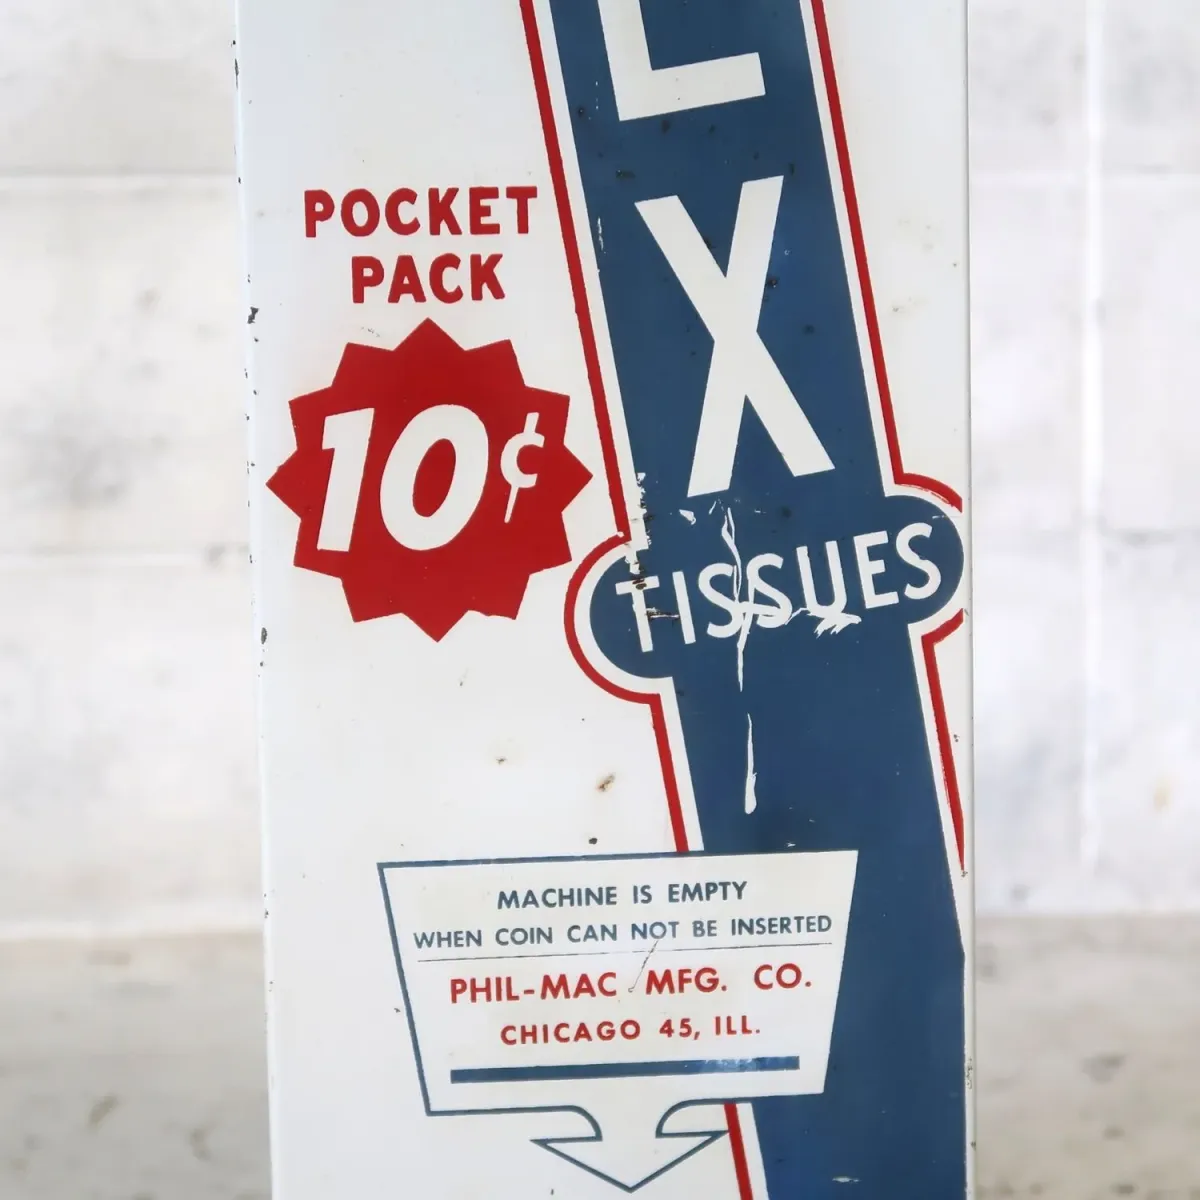 L
X
TISSUES
POCKET
PACK
10¢
MACHINE IS EMPTY
WHEN COIN CAN NOT BE INSERTED
PHIL-MAC MFG. CO.
CHICAGO 45, ILL.